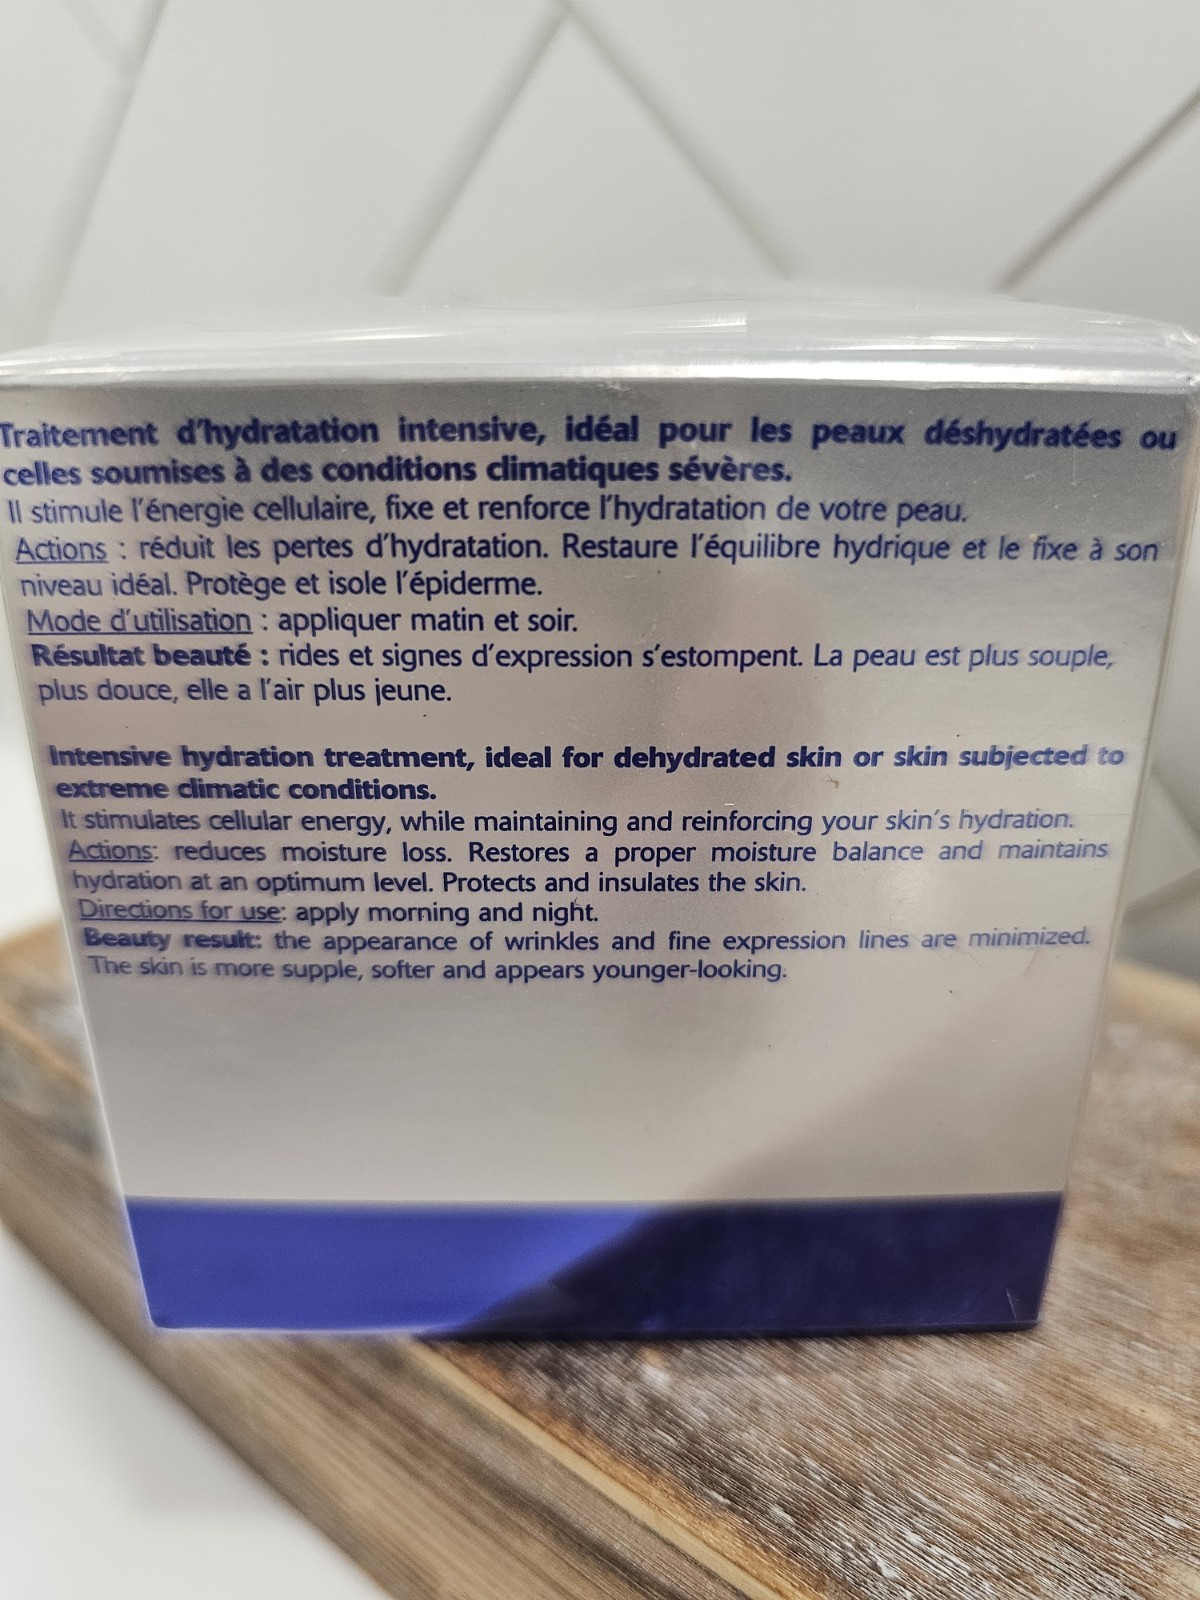 Traitement d'hydratation intensive, idéal pour les peaux déshydratées ou
celles soumises à des conditions climatiques sévères.
Il stimule l'énergie cellulaire, fixe et renforce l'hydratation de votre peau.
Actions : réduit les pertes d'hydratation. Restaure l'équilibre hydrique et le fixe à son
niveau idéal. Protège et isole l'épiderme.
Mode d'utilisation : appliquer matin et soir.
Résultat beauté : rides et signes d'expression s'estompent. La peau est plus souple,
plus douce, elle a l'air plus jeune.
Intensive hydration treatment, ideal for dehydrated skin or skin subjected to
extreme climatic conditions.
It stimulates cellular energy, while maintaining and reinforcing your skin's hydration.
Actions: reduces moisture loss. Restores a proper moisture balance and maintains
hydration at an optimum level. Protects and insulates the skin.
Directions for use: apply morning and night.
Beauty result: the appearance of wrinkles and fine expression lines are minimized.
The skin is more supple, softer and appears younger-looking.